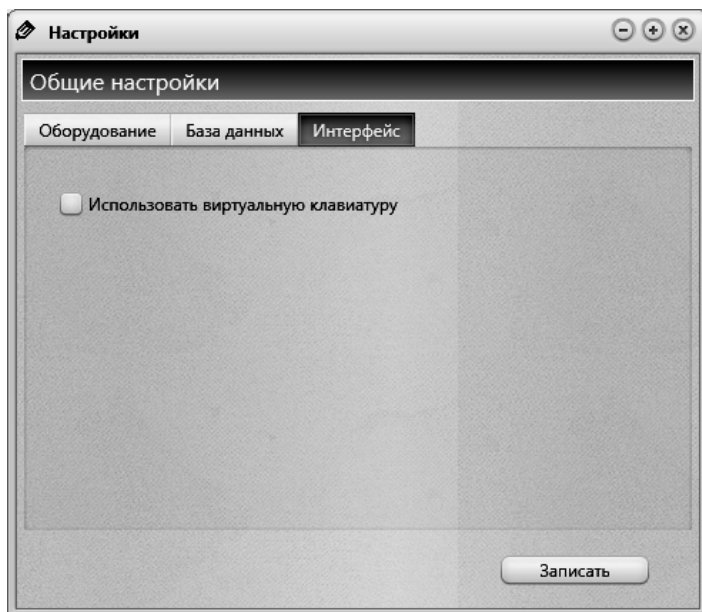 Настройки
Общие настройки
Оборудование База данных Интерфейс
Использовать виртуальную клавиатуру
Записать